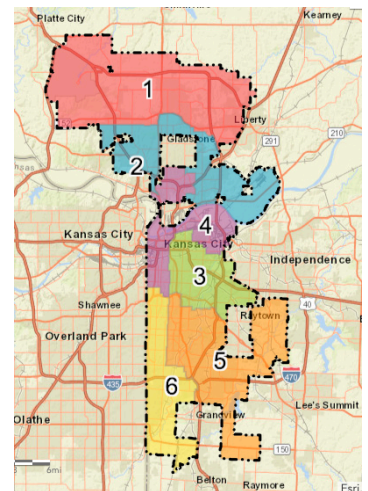 Kearney
Platte City
1
Liberty
210
291
Gladstone
2
4
Kansas City
Kansas City
3
Independence
Shawnee
40
Raytown
Overland Park
5
435
6
470
Lee's Summit
Grandview
Olathe
150
6mi
Belton
Raymore
Esri